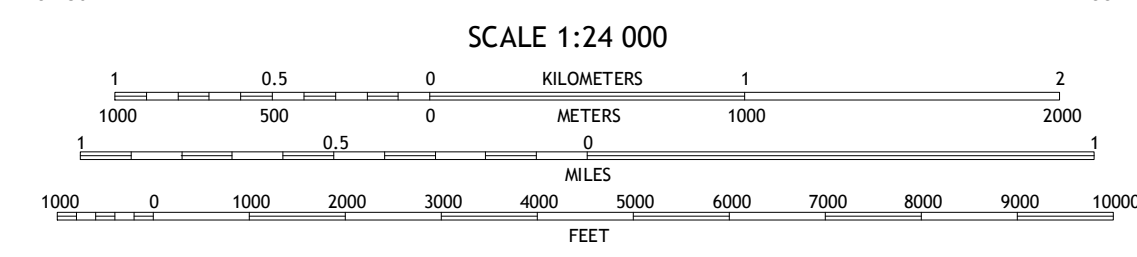 SCALE 1:24 000
1 0.5 0 KILOMETERS 1 2
1000 500 0 METERS 1000 2000
1 0.5 0 1
MILES
1000 0 1000 2000 3000 4000 5000 6000 7000 8000 9000 10000
FEET